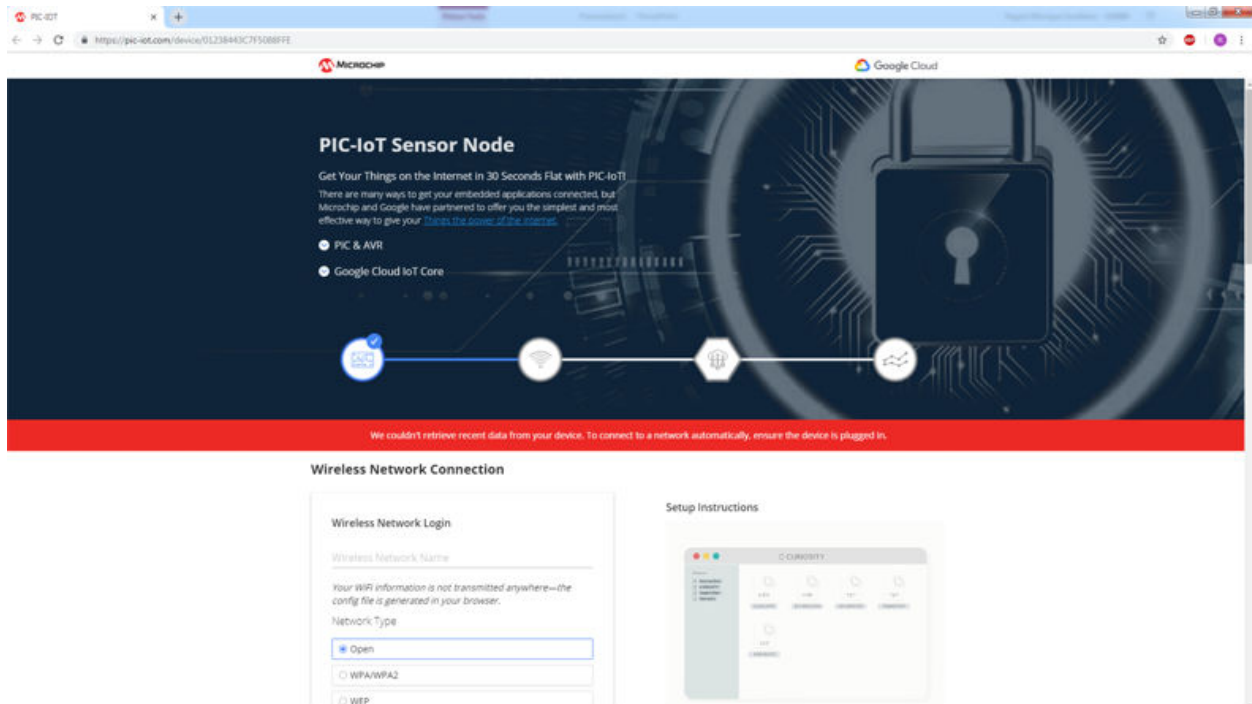 PIC-IOT
https://pic-iot.com/device/01238443C7F508BFFE
MICROCHIP
Google Cloud
PIC-IoT Sensor Node
Get Your Things on the Internet in 30 Seconds Flat with PIC-IoT!
There are many ways to get your embedded applications connected, but
Microchip and Google have partnered to offer you the simplest and most
effective way to give your Things the power of the internet.
PIC & AVR
Google Cloud IoT Core
We couldn't retrieve recent data from your device. To connect to a network automatically, ensure the device is plugged in.
Wireless Network Connection
Wireless Network Login
Wireless Network Name
Your WiFi information is not transmitted anywhere—the
config file is generated in your browser.
Network Type
Open
WPA/WPA2
WEP
Setup Instructions
CURIOSITY